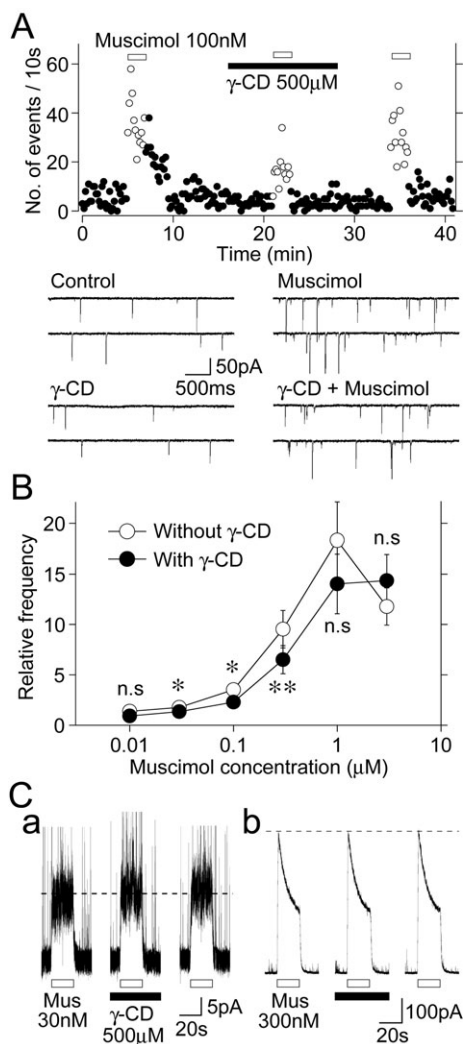 A
Muscimol 100nM
γ-CD 500μM
No. of events / 10s
60
40
20
0
0 10 20 30 40
Time (min)
Control
Muscimol
50pA
500ms
γ-CD
γ-CD + Muscimol
B
Without γ-CD
With γ-CD
Relative frequency
20
15
10
5
0
n.s
*
*
**
n.s
n.s
0.01 0.1 1 10
Muscimol concentration (μM)
C
a
b
Mus
30nM
γ-CD
500μM
5pA
20s
Mus
300nM
100pA
20s